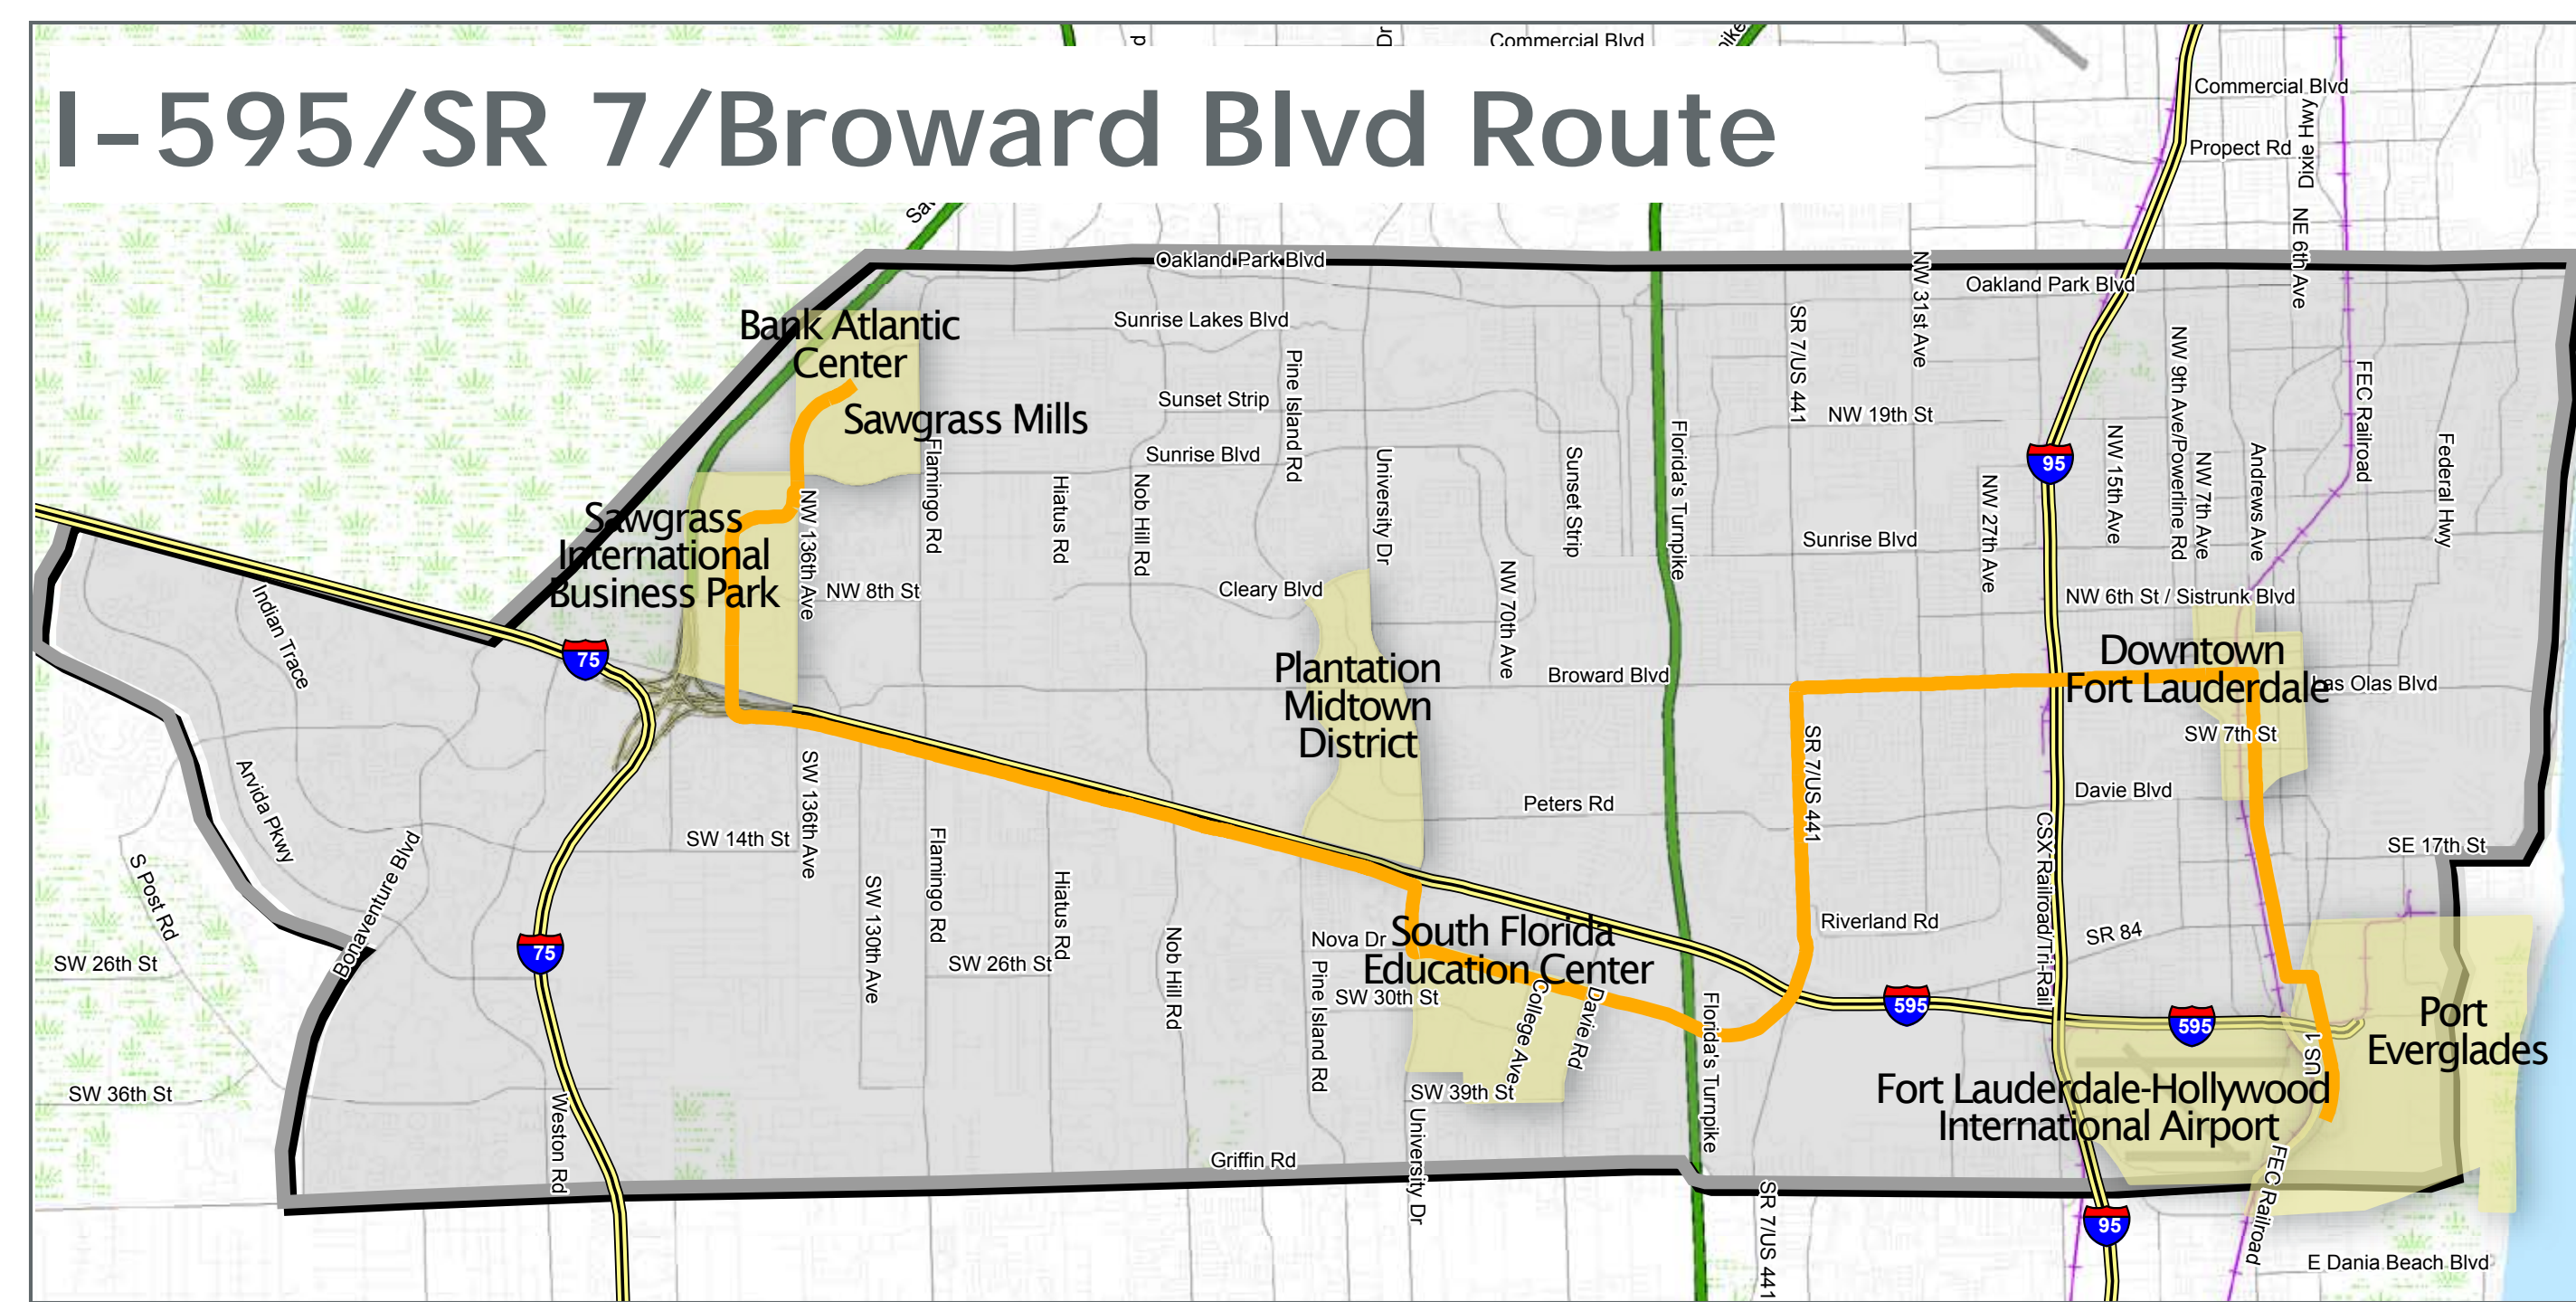 Commercial Blvd
I-595/SR 7/Broward Blvd Route
Commercial Blvd
Propect Rd
Dixie Hwy
NE 6th Ave
Oakland Park Blvd
Oakland Park Blvd
NW 31st Ave
Bank Atlantic
Center
Sunrise Lakes Blvd
SR 7/US 441
Pine Island Rd
NW 9th Ave/Powerline Rd
FEC Railroad
Sawgrass Mills
Sunset Strip
NW 19th St
Sunrise Blvd
Flamingo Rd
University Dr
Sunset Strip
Florida's Turnpike
95
NW 15th Ave
NW 7th Ave
Andrews Ave
Federal Hwy
Hiatus Rd
Nob Hill Rd
NW 27th Ave
NW 136th Ave
Sawgrass
International
Business Park
Sunrise Blvd
NW 8th St
Cleary Blvd
NW 70th Ave
NW 6th St / Sistrunk Blvd
Indian Trace
75
Plantation
Midtown
District
Broward Blvd
Downtown
Fort Lauderdale
Las Olas Blvd
SW 7th St
SR 7/US 441
SW 136th Ave
Arvida Pkwy
Davie Blvd
Peters Rd
SW 14th St
CSX Railroad/Tri-Rail
SE 17th St
S Post Rd
Bonaventure Blvd
Flamingo Rd
SW 130th Ave
Hiatus Rd
Nob Hill Rd
Riverland Rd
SR 84
South Florida
Education Center
Nova Dr
SW 26th St
SW 26th St
75
Pine Island Rd
SW 30th St
College Ave
Davie Rd
Florida's Turnpike
595
595
Port
Everglades
US 1
SW 36th St
SW 39th St
Fort Lauderdale-Hollywood
International Airport
Weston Rd
University Dr
Griffin Rd
FEC Railroad
SR 7/US 441
95
E Dania Beach Blvd